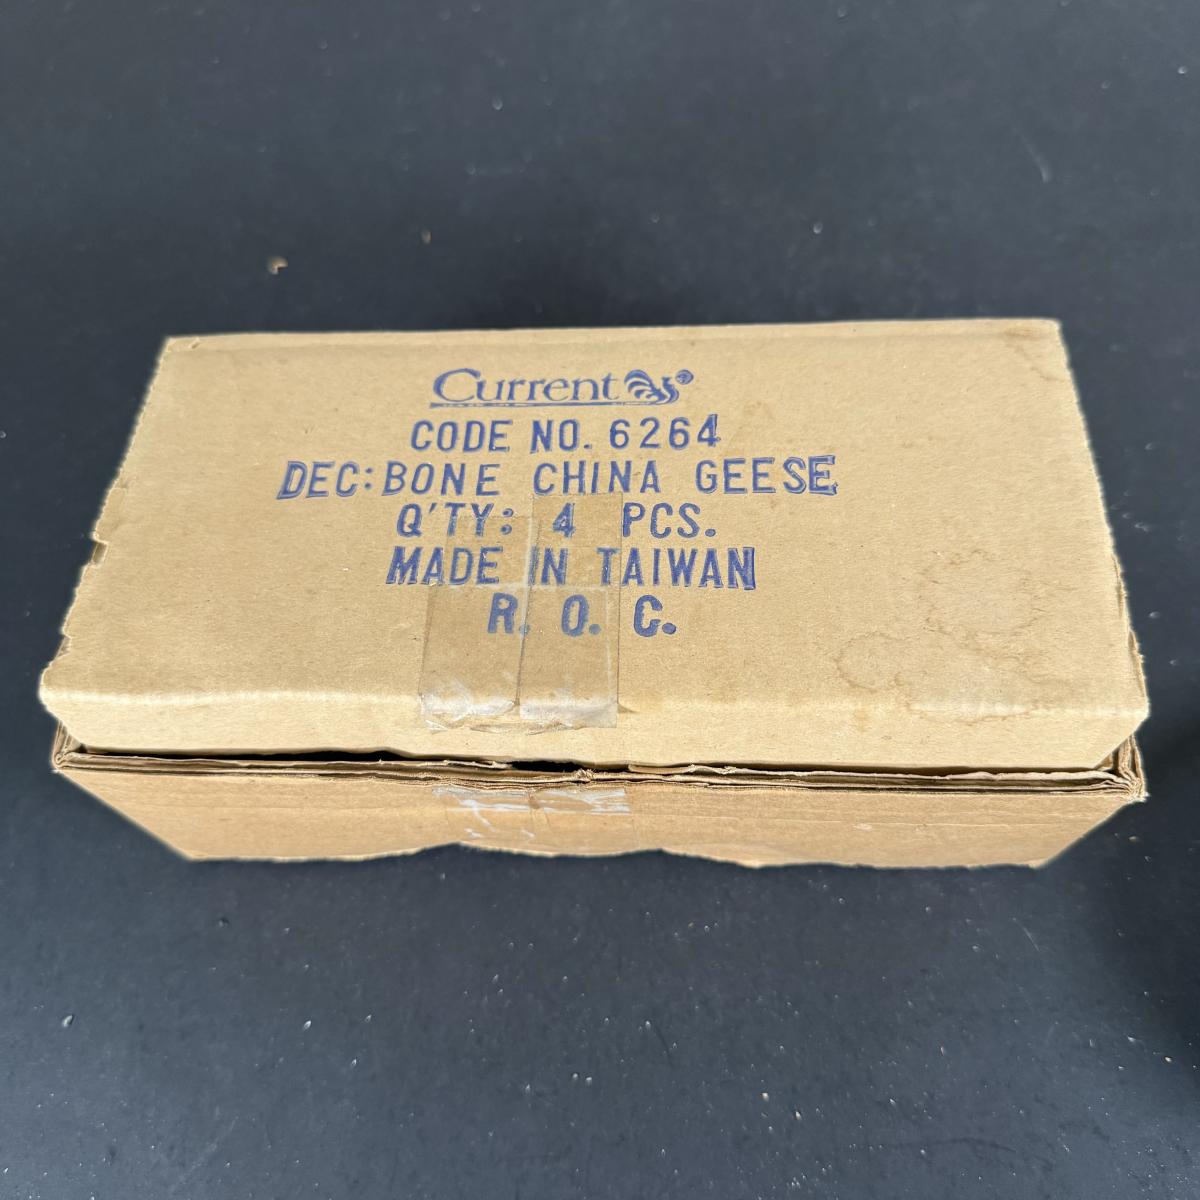 Current ®
CODE NO. 6264
DEC: BONE CHINA GEESE
Q'TY: 4 PCS.
MADE IN TAIWAN
R. O. C.